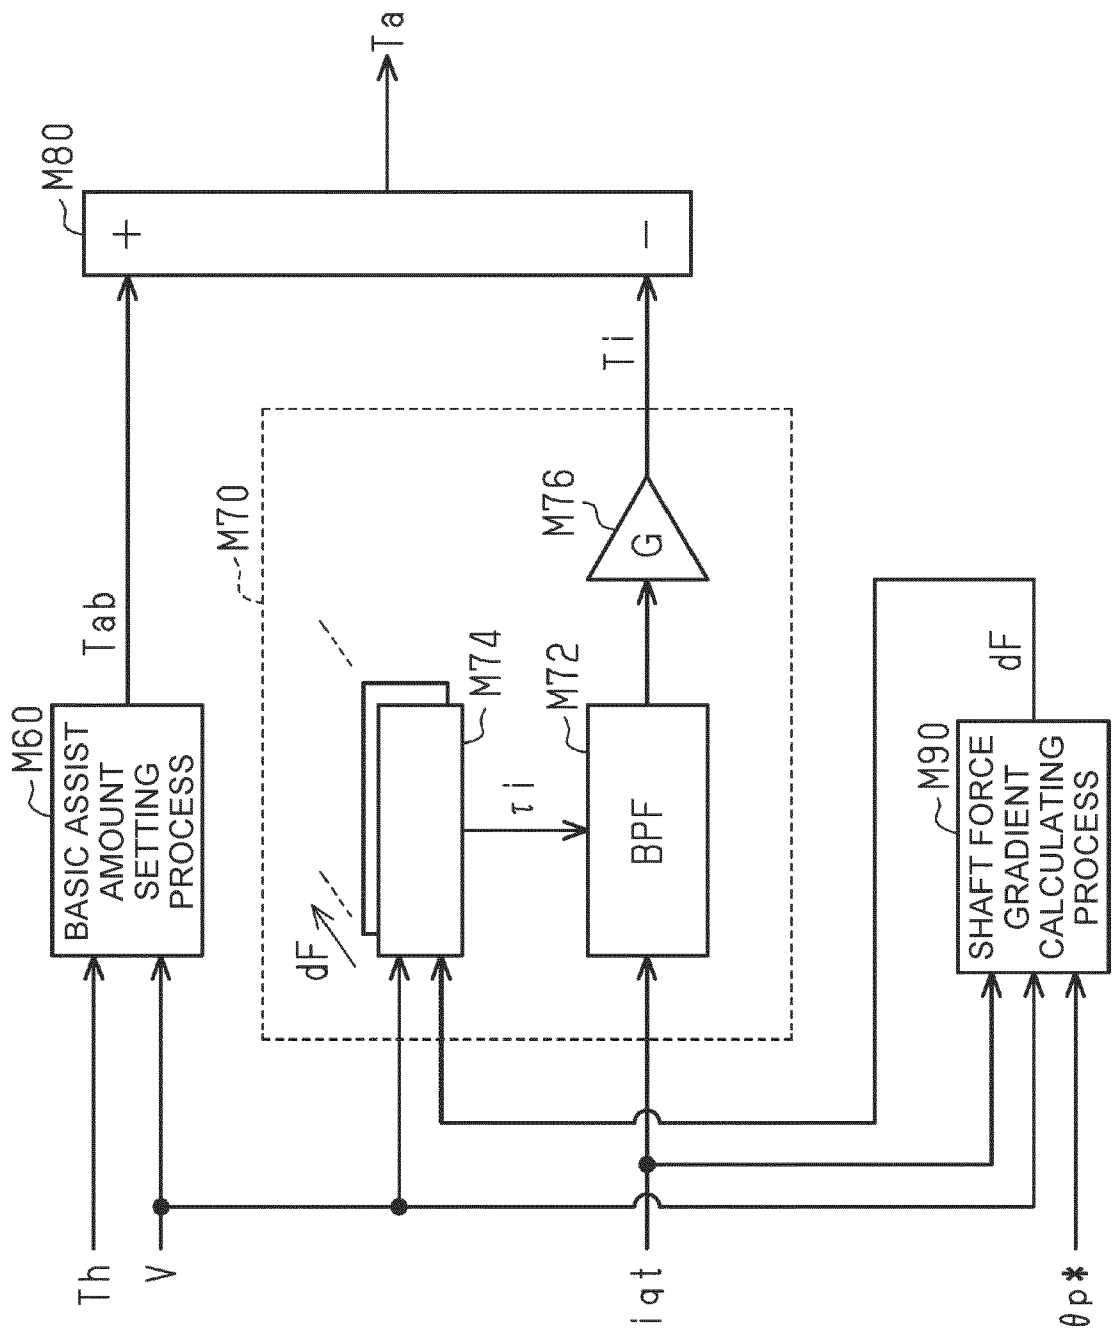 Th
V
iqt
θp*
M60
BASIC ASSIST
AMOUNT
SETTING
PROCESS
Tab
M70
dF
M74
τi
M72
BPF
M76
G
Ti
M80
+
−
Ta
M90
SHAFT FORCE
GRADIENT
CALCULATING
PROCESS
dF